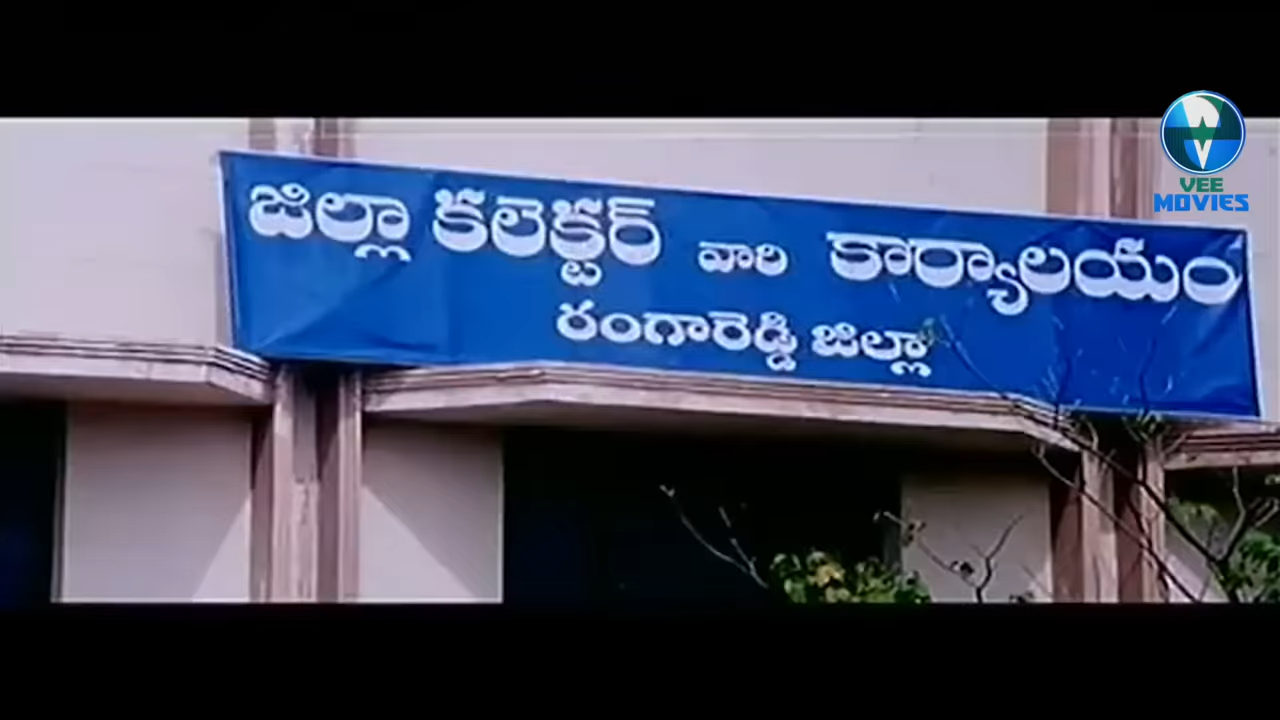 జిల్లా కలెక్టర్ వారి కార్యాలయం
రంగారెడ్డి జిల్లా
VEE
MOVIES